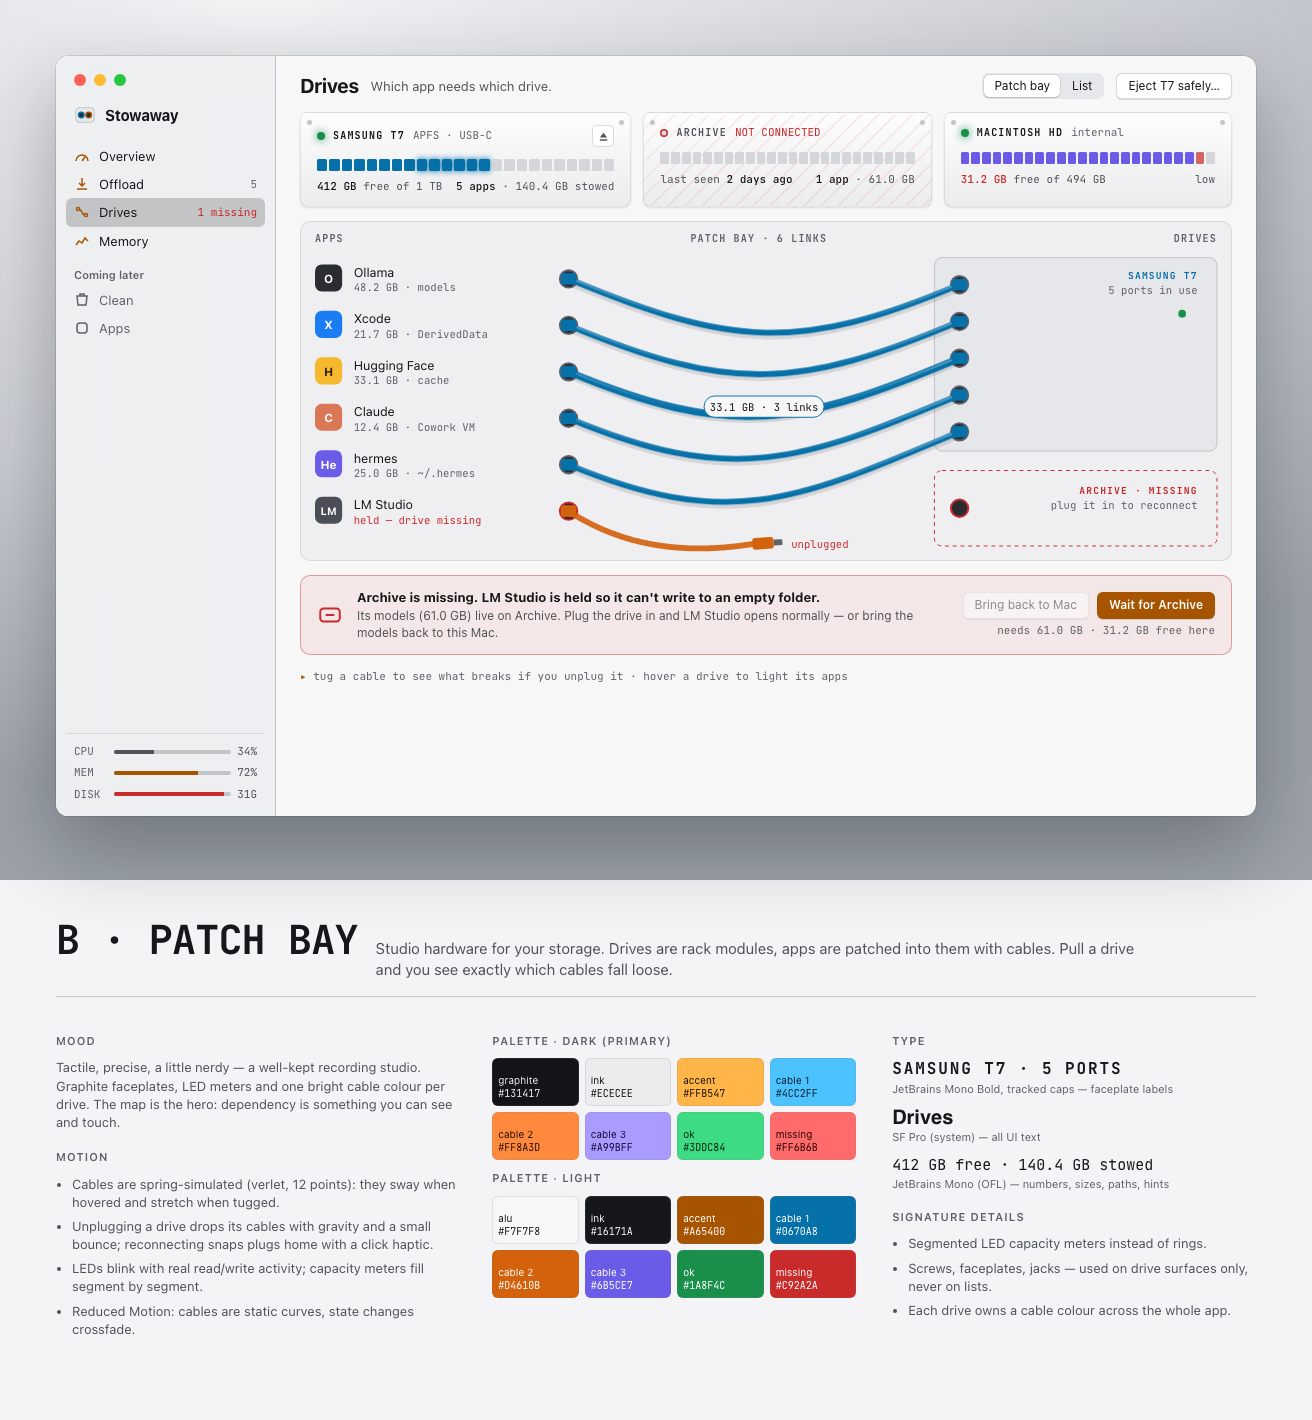 Stowaway
Overview
Offload 5
Drives 1 missing
Memory
Coming later
Clean
Apps
CPU 34%
MEM 72%
DISK 31G
Drives Which app needs which drive.
Patch bay List Eject T7 safely...
SAMSUNG T7 APFS · USB-C
412 GB free of 1 TB 5 apps · 140.4 GB stowed
ARCHIVE NOT CONNECTED
last seen 2 days ago 1 app · 61.0 GB
MACINTOSH HD internal
31.2 GB free of 494 GB low
APPS PATCH BAY · 6 LINKS DRIVES
O Ollama
48.2 GB · models
X Xcode
21.7 GB · DerivedData
H Hugging Face
33.1 GB · cache
C Claude
12.4 GB · Cowork VM
He hermes
25.0 GB · ~/.hermes
LM LM Studio
held — drive missing
33.1 GB · 3 links
unplugged
SAMSUNG T7
5 ports in use
ARCHIVE · MISSING
plug it in to reconnect
Archive is missing. LM Studio is held so it can't write to an empty folder.
Its models (61.0 GB) live on Archive. Plug the drive in and LM Studio opens normally — or bring the
models back to this Mac.
Bring back to Mac Wait for Archive
needs 61.0 GB · 31.2 GB free here
▸ tug a cable to see what breaks if you unplug it · hover a drive to light its apps
B · PATCH BAY
Studio hardware for your storage. Drives are rack modules, apps are patched into them with cables. Pull a drive
and you see exactly which cables fall loose.
MOOD
Tactile, precise, a little nerdy — a well-kept recording studio.
Graphite faceplates, LED meters and one bright cable colour per
drive. The map is the hero: dependency is something you can see
and touch.
MOTION
• Cables are spring-simulated (verlet, 12 points): they sway when
hovered and stretch when tugged.
• Unplugging a drive drops its cables with gravity and a small
bounce; reconnecting snaps plugs home with a click haptic.
• LEDs blink with real read/write activity; capacity meters fill
segment by segment.
• Reduced Motion: cables are static curves, state changes
crossfade.
PALETTE · DARK (PRIMARY)
graphite
#131417
ink
#ECECEE
accent
#FFB547
cable 1
#4CC2FF
cable 2
#FF8A3D
cable 3
#A99BFF
ok
#3DDC84
missing
#FF6B6B
PALETTE · LIGHT
alu
#F7F7F8
ink
#16171A
accent
#A65400
cable 1
#0670A8
cable 2
#D4610B
cable 3
#6B5CE7
ok
#1A8F4C
missing
#C92A2A
TYPE
SAMSUNG T7 · 5 PORTS
JetBrains Mono Bold, tracked caps — faceplate labels
Drives
SF Pro (system) — all UI text
412 GB free · 140.4 GB stowed
JetBrains Mono (OFL) — numbers, sizes, paths, hints
SIGNATURE DETAILS
• Segmented LED capacity meters instead of rings.
• Screws, faceplates, jacks — used on drive surfaces only,
never on lists.
• Each drive owns a cable colour across the whole app.